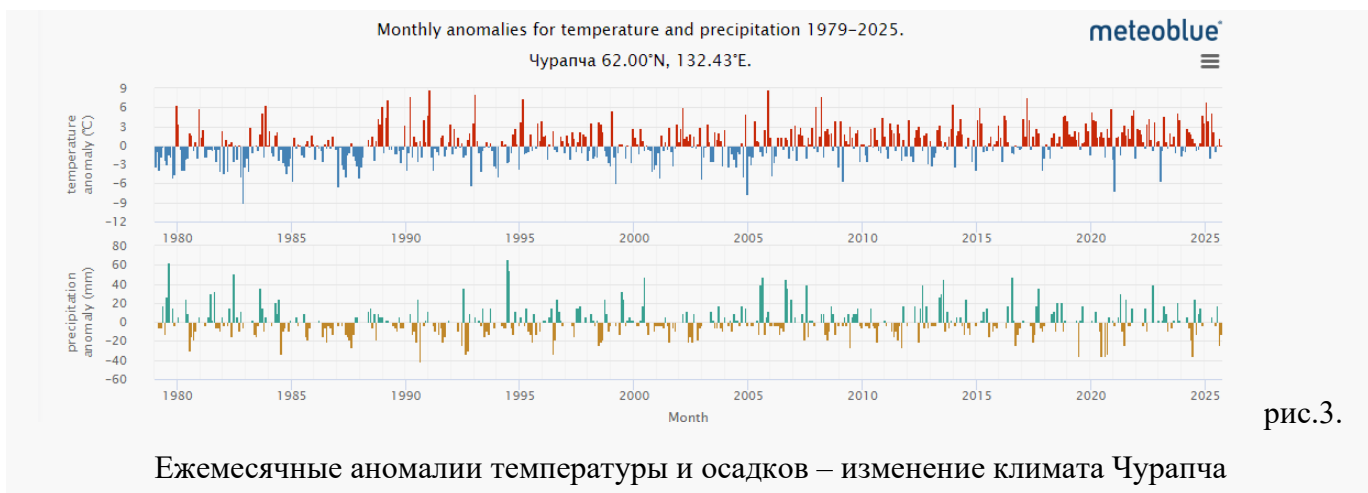 Monthly anomalies for temperature and precipitation 1979–2025.
meteoblue®
Чурапча 62.00°N, 132.43°E.
temperature
anomaly (°C)
9
6
3
0
−3
−6
−9
−12
1980 1985 1990 1995 2000 2005 2010 2015 2020 2025
precipitation
anomaly (mm)
80
60
40
20
0
−20
−40
−60
1980 1985 1990 1995 2000 2005 2010 2015 2020 2025
Month
рис.3.
Ежемесячные аномалии температуры и осадков – изменение климата Чурапча